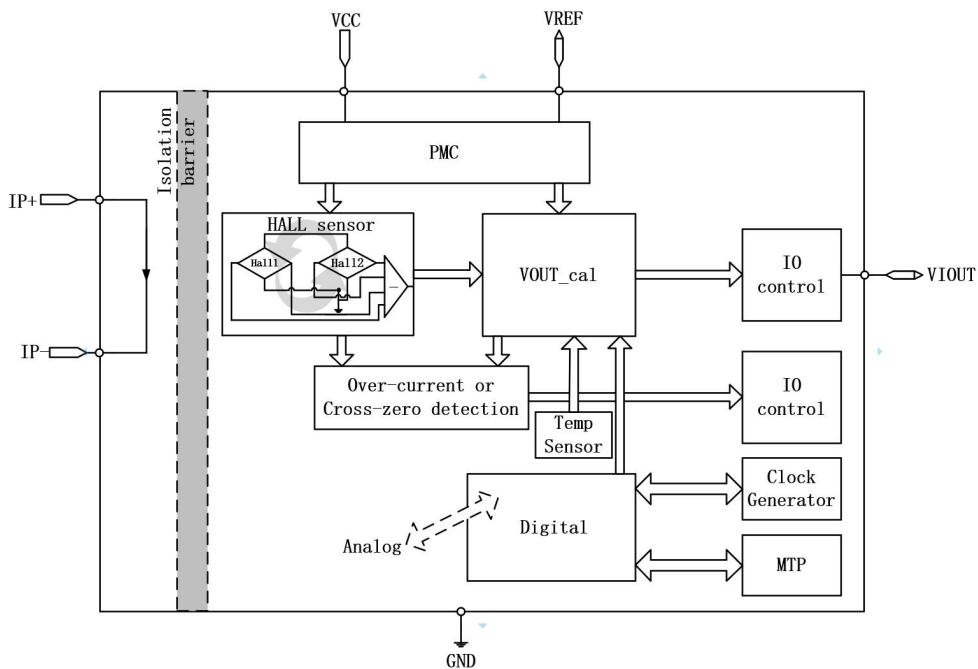 VCC
VREF
Isolation
barrier
PMC
IP+
HALL sensor
Hall1
Hall2
VOUT_cal
IO
control
VIOUT
IP-
Over-current or
Cross-zero detection
IO
control
Temp
Sensor
Clock
Generator
Digital
Analog
MTP
GND